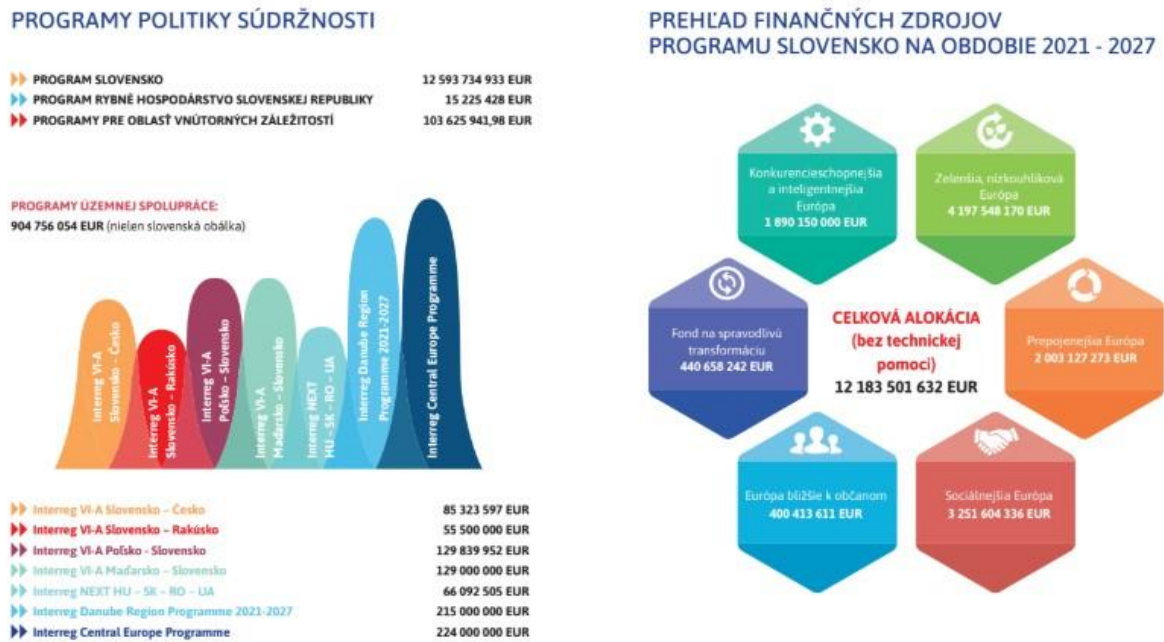 PROGRAMY POLITIKY SÚDRŽNOSTI
PROGRAM SLOVENSKO 12 593 734 933 EUR
PROGRAM RYBNÉ HOSPODÁRSTVO SLOVENSKEJ REPUBLIKY 15 225 428 EUR
PROGRAMY PRE OBLASŤ VNÚTORNÝCH ZÁLEŽITOSTÍ 103 625 941,98 EUR
PROGRAMY ÚZEMNEJ SPOLUPRÁCE:
904 756 054 EUR (nielen slovenská obálka)
Interreg VI-A
Slovensko - Česko
Interreg VI-A
Slovensko – Rakúsko
Interreg VI-A
Poľsko – Slovensko
Interreg VI-A
Maďarsko – Slovensko
Interreg NEXT
HU – SK – RO – UA
Interreg Danube Region
Programme 2021-2027
Interreg Central Europe Programme
Interreg VI-A Slovensko – Česko 85 323 597 EUR
Interreg VI-A Slovensko – Rakúsko 55 500 000 EUR
Interreg VI-A Poľsko - Slovensko 129 839 952 EUR
Interreg VI-A Maďarsko – Slovensko 129 000 000 EUR
Interreg NEXT HU – SK – RO – UA 66 092 505 EUR
Interreg Danube Region Programme 2021-2027 215 000 000 EUR
Interreg Central Europe Programme 224 000 000 EUR
PREHĽAD FINANČNÝCH ZDROJOV
PROGRAMU SLOVENSKO NA OBDOBIE 2021 - 2027
Konkurencieschopnejšia
a inteligentnejšia
Európa
1 890 150 000 EUR
Zelenšia, nízkouhlíková
Európa
4 197 548 170 EUR
Fond na spravodlivú
transformáciu
440 658 242 EUR
CELKOVÁ ALOKÁCIA
(bez technickej
pomoci)
12 183 501 632 EUR
Prepojenejšia Európa
2 003 127 273 EUR
Európa bližšie k občanom
400 413 611 EUR
Sociálnejšia Európa
3 251 604 336 EUR